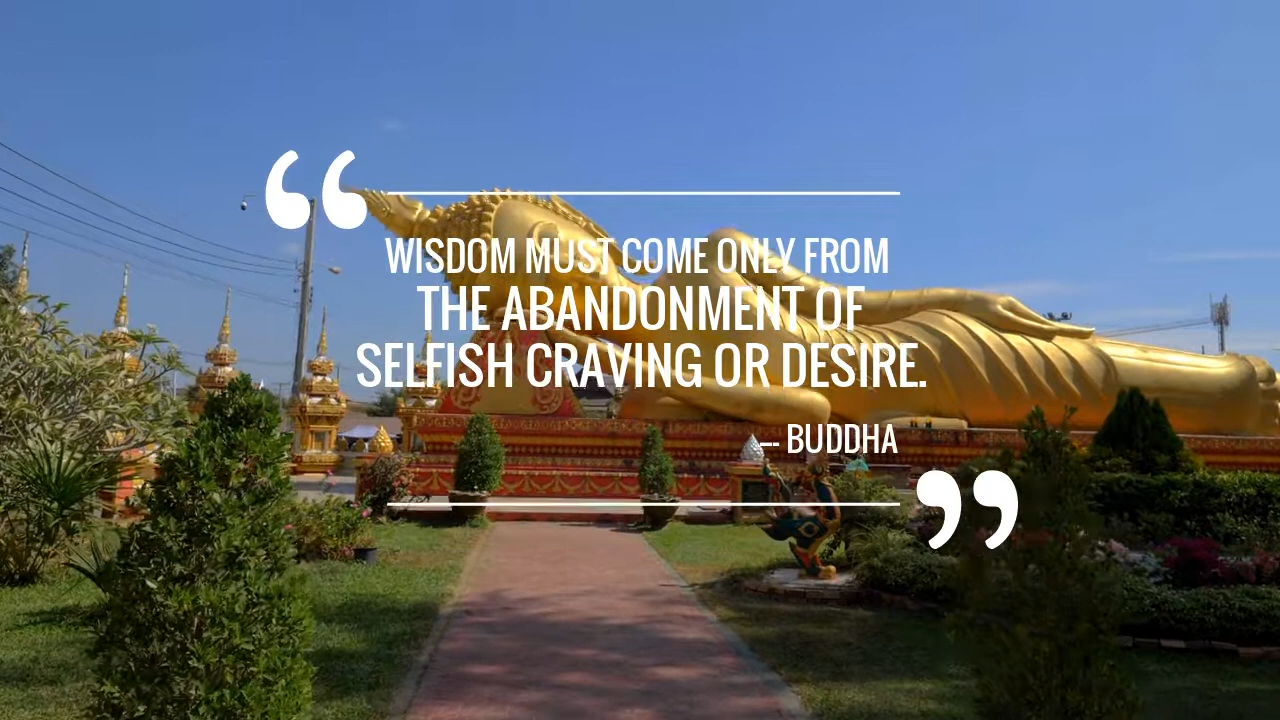 “
WISDOM MUST COME ONLY FROM
THE ABANDONMENT OF
SELFISH CRAVING OR DESIRE.
-- BUDDHA
”